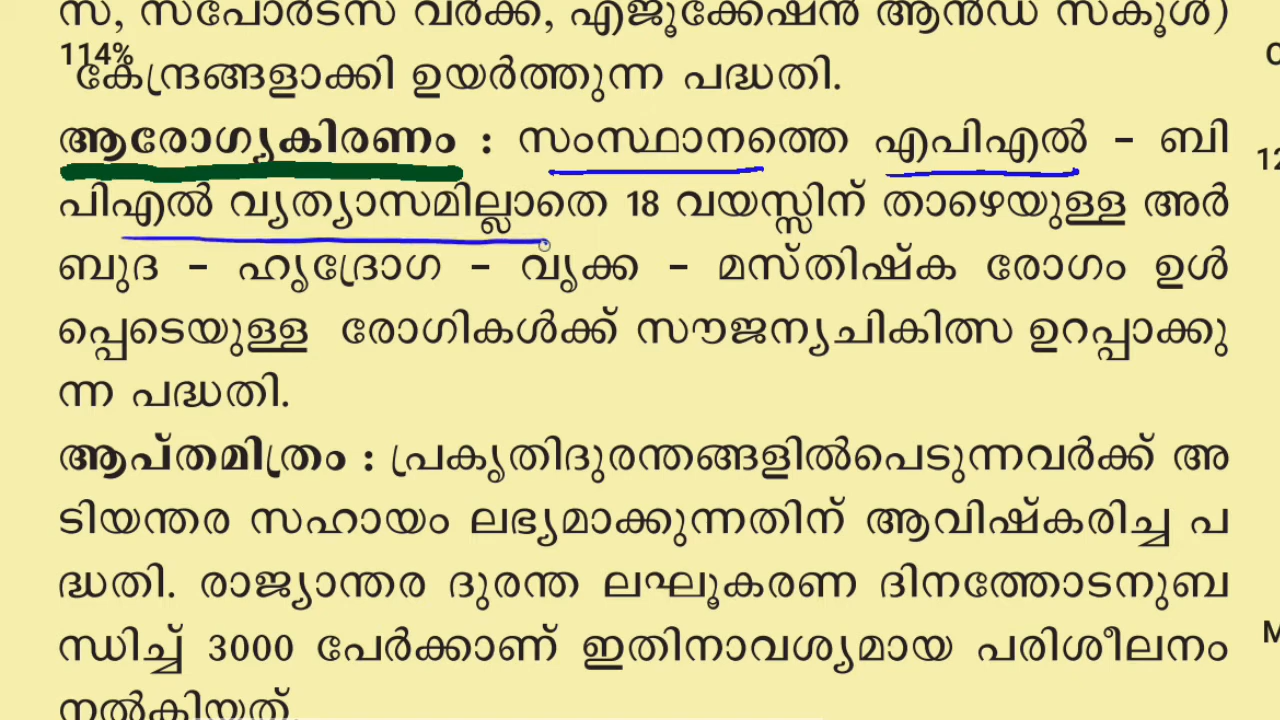 സ്, സ്പോർട്സ് വർക്ക്, എജൂക്കേഷൻ ആൻഡ് സ്കൂൾ)
114%
കേന്ദ്രങ്ങളാക്കി ഉയർത്തുന്ന പദ്ധതി.
ആരോഗ്യകിരണം : സംസ്ഥാനത്തെ എപിഎൽ – ബി
12
പിഎൽ വ്യത്യാസമില്ലാതെ 18 വയസ്സിന് താഴെയുള്ള അർ
ബുദ – ഹൃദ്രോഗ – വൃക്ക – മസ്തിഷ്ക രോഗം ഉൾ
പ്പെടെയുള്ള രോഗികൾക്ക് സൗജന്യചികിത്സ ഉറപ്പാക്കു
ന്ന പദ്ധതി.
ആപ്തമിത്രം : പ്രകൃതിദുരന്തങ്ങളിൽപെടുന്നവർക്ക് അ
ടിയന്തര സഹായം ലഭ്യമാക്കുന്നതിന് ആവിഷ്കരിച്ച പ
ദ്ധതി. രാജ്യാന്തര ദുരന്ത ലഘൂകരണ ദിനത്തോടനുബ
ന്ധിച്ച് 3000 പേർക്കാണ് ഇതിനാവശ്യമായ പരിശീലനം
നൽകിയത്.